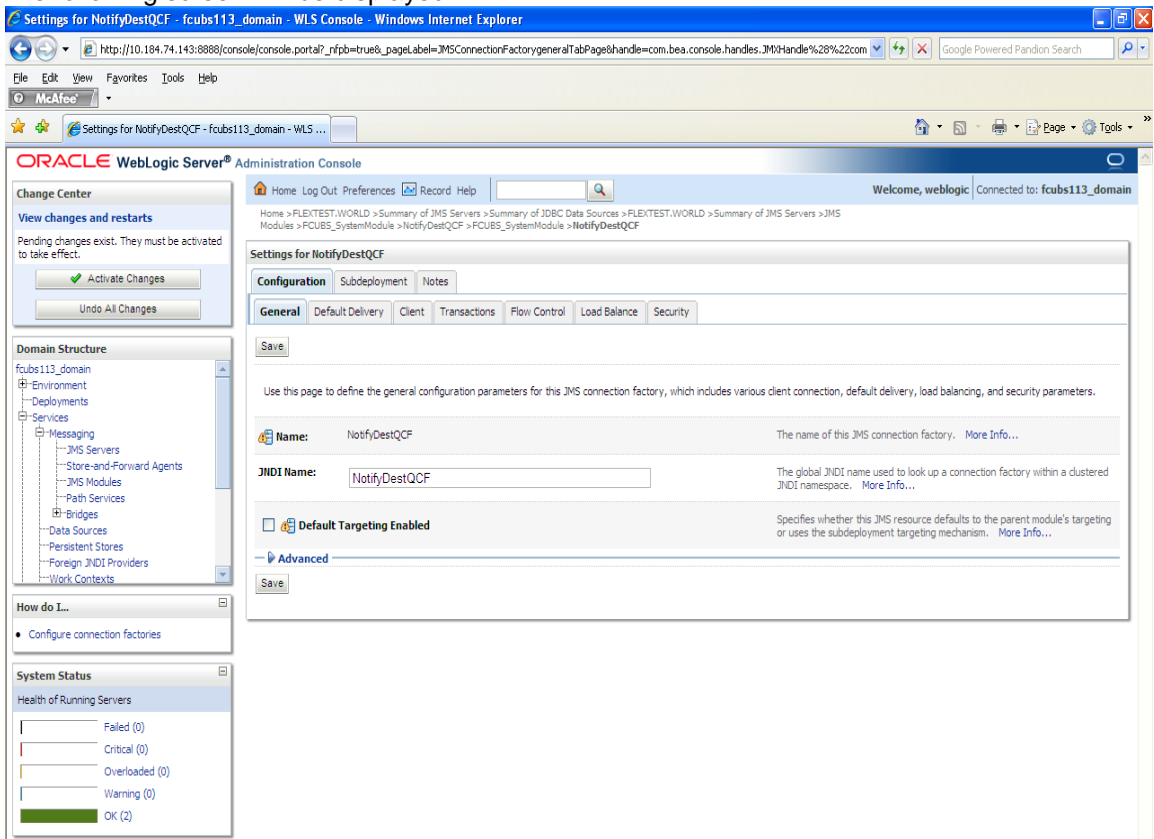 Settings for NotifyDestQCF - fcubs113_domain - WLS Console - Windows Internet Explorer
http://10.184.74.143:8888/console/console.portal?_nfpb=true&_pageLabel=JMSConnectionFactorygeneralTabPage&handle=com.bea.console.handles.JMXHandle%28%22com
Google Powered Pandion Search
File Edit View Favorites Tools Help
McAfee
Settings for NotifyDestQCF - fcubs113_domain - WLS ...
Page Tools
ORACLE WebLogic Server® Administration Console
Change Center
View changes and restarts
Pending changes exist. They must be activated
to take effect.
Activate Changes
Undo All Changes
Domain Structure
fcubs113_domain
Environment
Deployments
Services
Messaging
JMS Servers
Store-and-Forward Agents
JMS Modules
Path Services
Bridges
Data Sources
Persistent Stores
Foreign JNDI Providers
Work Contexts
How do I...
Configure connection factories
System Status
Health of Running Servers
Failed (0)
Critical (0)
Overloaded (0)
Warning (0)
OK (2)
Home Log Out Preferences Record Help
Welcome, weblogic Connected to: fcubs113_domain
Home >FLEXTEST.WORLD >Summary of JMS Servers >Summary of JDBC Data Sources >FLEXTEST.WORLD >Summary of JMS Servers >JMS
Modules >FCUBS_SystemModule >NotifyDestQCF >FCUBS_SystemModule >NotifyDestQCF
Settings for NotifyDestQCF
Configuration Subdeployment Notes
General Default Delivery Client Transactions Flow Control Load Balance Security
Save
Use this page to define the general configuration parameters for this JMS connection factory, which includes various client connection, default delivery, load balancing, and security parameters.
Name: NotifyDestQCF
The name of this JMS connection factory. More Info...
JNDI Name: NotifyDestQCF
The global JNDI name used to look up a connection factory within a clustered
JNDI namespace. More Info...
Default Targeting Enabled
Specifies whether this JMS resource defaults to the parent module's targeting
or uses the subdeployment targeting mechanism. More Info...
Advanced
Save